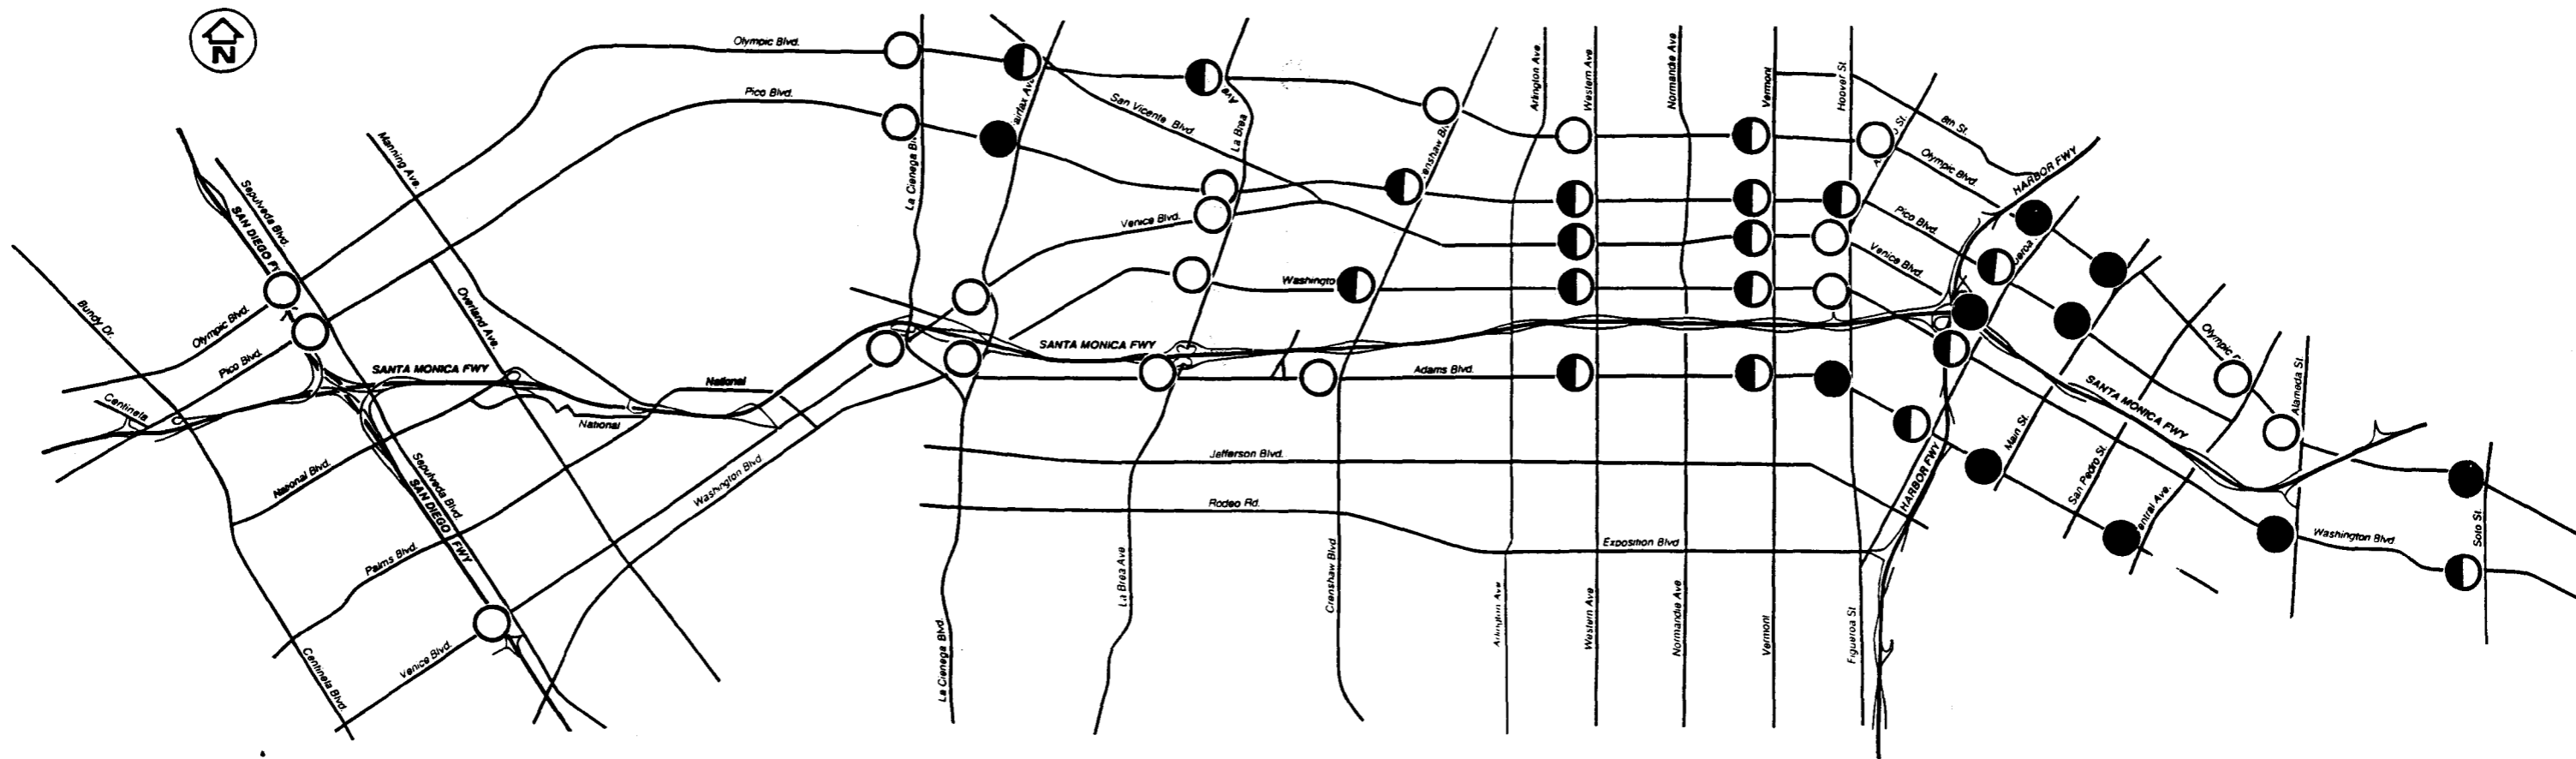 N
Olympic Blvd.
Pico Blvd.
San Vicente Blvd
La Brea
Ave
Arlington Ave
Western Ave
Normandie Ave
Vermont
Hoover St.
8th St.
Olympic Blvd.
HARBOR FWY
Manning Ave.
Sepulveda Blvd.
SAN DIEGO
La Cienega
Venice Blvd.
Pico Blvd.
Venice Blvd.
Bundy Dr.
Olympic Blvd.
Pico Blvd.
Overland Ave.
SANTA MONICA FWY
SANTA MONICA FWY
Adams Blvd.
Olympic
Alameda St.
SANTA MONICA FWY
Centinela
National
National
National Blvd.
Sepulveda Blvd.
SAN DIEGO FWY
Washington Blvd.
Jefferson Blvd.
Rodeo Rd.
Exposition Blvd
HARBOR FWY
Main St.
San Pedro St.
Washington Blvd
Soto St.
Palms Blvd.
Venice Blvd.
Centinela Blvd.
La Cienega Blvd.
La Brea Ave
Crenshaw Blvd
Arlington Ave
Western Ave
Normandie Ave
Vermont
Figueroa St